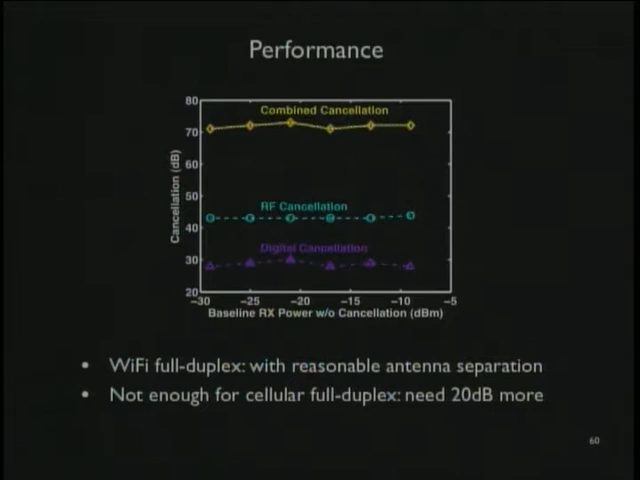 Performance
80
Combined Cancellation
70
60
Cancellation (dB)
50
RF Cancellation
40
Digital Cancellation
30
20
−30 −25 −20 −15 −10 −5
Baseline RX Power w/o Cancellation (dBm)
• WiFi full-duplex: with reasonable antenna separation
• Not enough for cellular full-duplex: need 20dB more
60